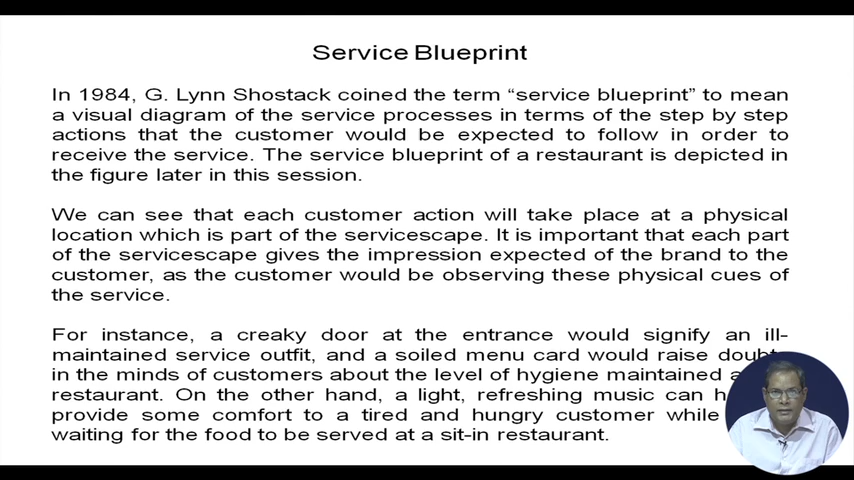 Service Blueprint
In 1984, G. Lynn Shostack coined the term “service blueprint” to mean
a visual diagram of the service processes in terms of the step by step
actions that the customer would be expected to follow in order to
receive the service. The service blueprint of a restaurant is depicted in
the figure later in this session.
We can see that each customer action will take place at a physical
location which is part of the servicescape. It is important that each part
of the servicescape gives the impression expected of the brand to the
customer, as the customer would be observing these physical cues of
the service.
For instance, a creaky door at the entrance would signify an ill-
maintained service outfit, and a soiled menu card would raise doubts
in the minds of customers about the level of hygiene maintained
restaurant. On the other hand, a light, refreshing music can
provide some comfort to a tired and hungry customer while
waiting for the food to be served at a sit-in restaurant.